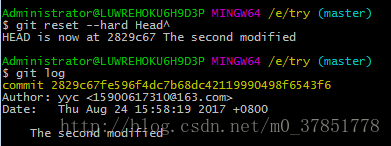 Administrator@LUWREHOKU6H9D3P MINGW64 /e/try (master)
$ git reset --hard Head^
HEAD is now at 2829c67 The second modified
Administrator@LUWREHOKU6H9D3P MINGW64 /e/try (master)
$ git log
commit 2829c67fe596f4dc7b68dc42119990498f6543f6
Author: yyc <15900617310@163.com>
Date:   Thu Aug 24 15:58:19 2017 +0800
The second modified
http://blog.csdn.net/m0_37851778